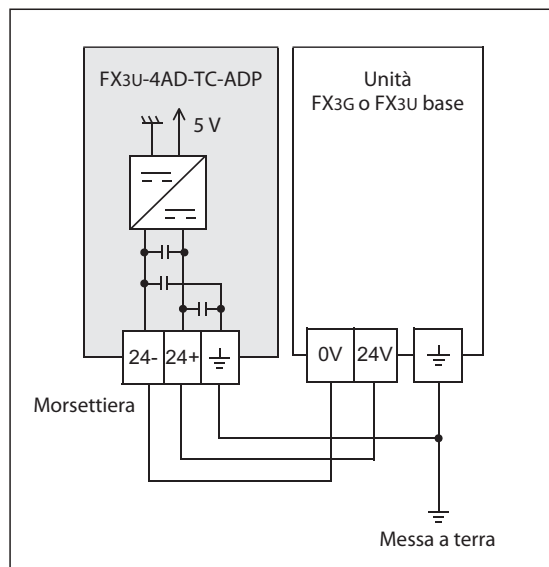 FX3U-4AD-TC-ADP
5 V
Unità
FX3G o FX3U base
24-
24+
0V
24V
Morsettiera
Messa a terra